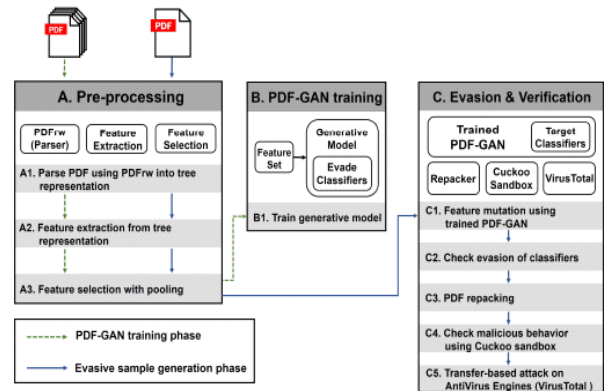 PDF
PDF
A. Pre-processing
PDFrw
(Parser)
Feature
Extraction
Feature
Selection
A1. Parse PDF using PDFrw into tree
representation
A2. Feature extraction from tree
representation
A3. Feature selection with pooling
B. PDF-GAN training
Feature
Set
Generative
Model
Evade
Classifiers
B1. Train generative model
C. Evasion & Verification
Trained
PDF-GAN
Target
Classifiers
Repacker
Cuckoo
Sandbox
VirusTotal
C1. Feature mutation using
trained PDF-GAN
C2. Check evasion of classifiers
C3. PDF repacking
C4. Check malicious behavior
using Cuckoo sandbox
C5. Transfer-based attack on
AntiVirus Engines (VirusTotal )
PDF-GAN training phase
Evasive sample generation phase